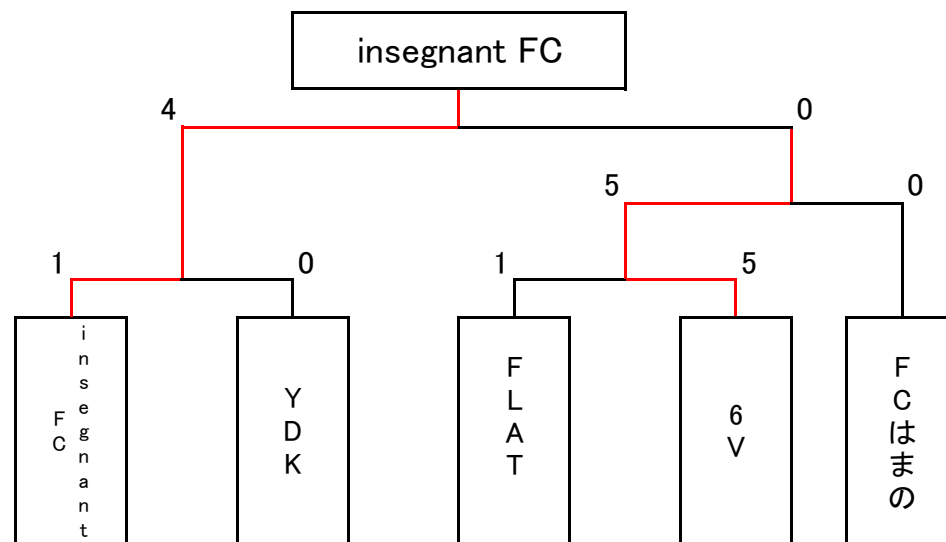 insegnant FC
4
0
5
0
1
0
1
5
insegnant
FC
YDK
FLAT
6V
FCはまの